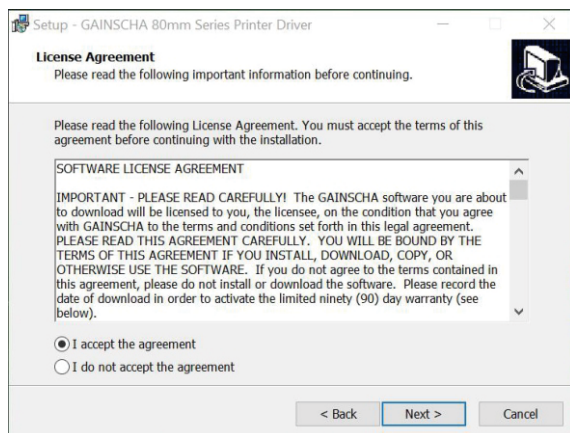 Setup - GAINSCHA 80mm Series Printer Driver
License Agreement
Please read the following important information before continuing.
Please read the following License Agreement. You must accept the terms of this
agreement before continuing with the installation.
SOFTWARE LICENSE AGREEMENT
IMPORTANT - PLEASE READ CAREFULLY!  The GAINSCHA software you are about
to download will be licensed to you, the licensee, on the condition that you agree
with GAINSCHA to the terms and conditions set forth in this legal agreement.
PLEASE READ THIS AGREEMENT CAREFULLY.  YOU WILL BE BOUND BY THE
TERMS OF THIS AGREEMENT IF YOU INSTALL, DOWNLOAD, COPY, OR
OTHERWISE USE THE SOFTWARE.  If you do not agree to the terms contained in
this agreement, please do not install or download the software.  Please record the
date of download in order to activate the limited ninety (90) day warranty (see
below).
I accept the agreement
I do not accept the agreement
< Back Next > Cancel